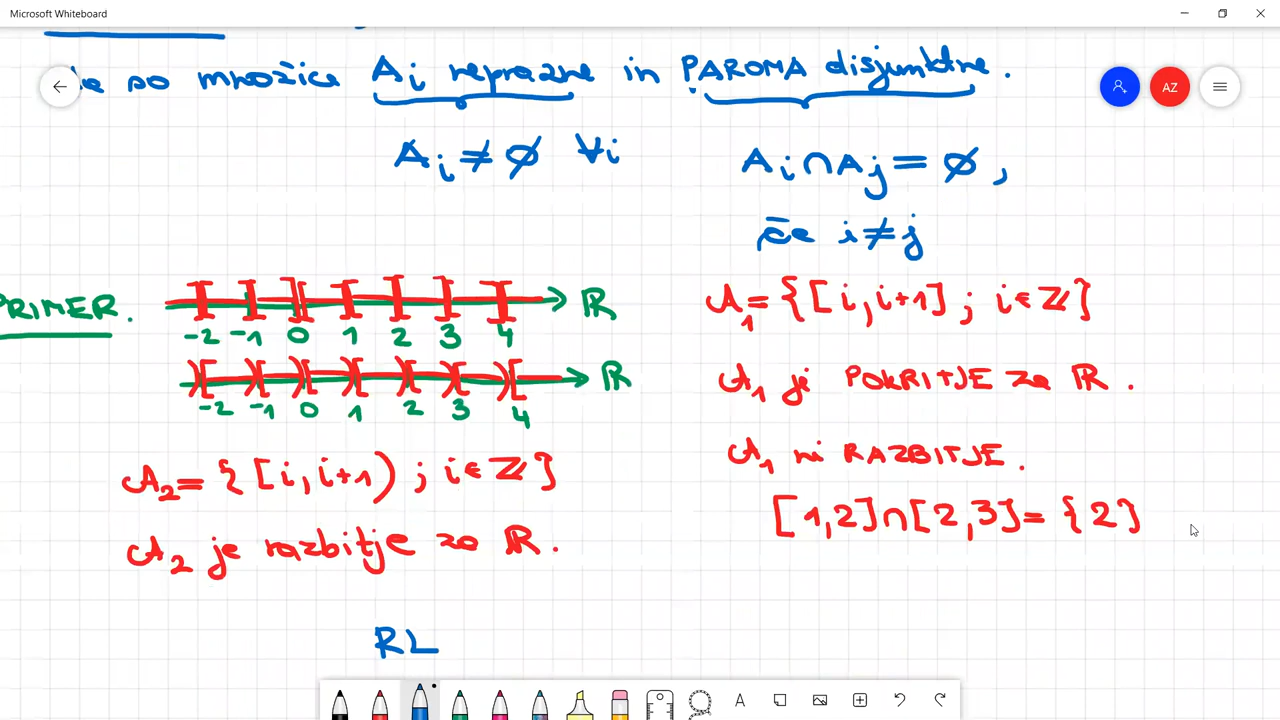 Microsoft Whiteboard
so množice Ai neprazne in PAROMA disjunktne.
AZ
Ai ≠ ∅ ∀i
Ai ∩ Aj = ∅,
če i ≠ j
PRIMER.
ℝ
-2 -1 0 1 2 3 4
ℝ
-2 -1 0 1 2 3 4
𝒜2 = {[i, i+1) ; i ∈ ℤ}
𝒜2 je razbitje za ℝ.
𝒜1 = {[i, i+1] ; i ∈ ℤ}
𝒜1 je POKRITJE za ℝ.
𝒜1 ni RAZBITJE.
[1,2] ∩ [2,3] = {2}
RL
A